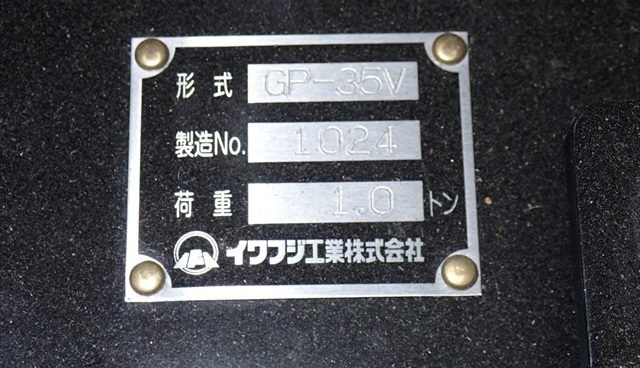 形式 GP-35V
製造No. 1024
荷重 1.0トン
イワフジ工業株式会社